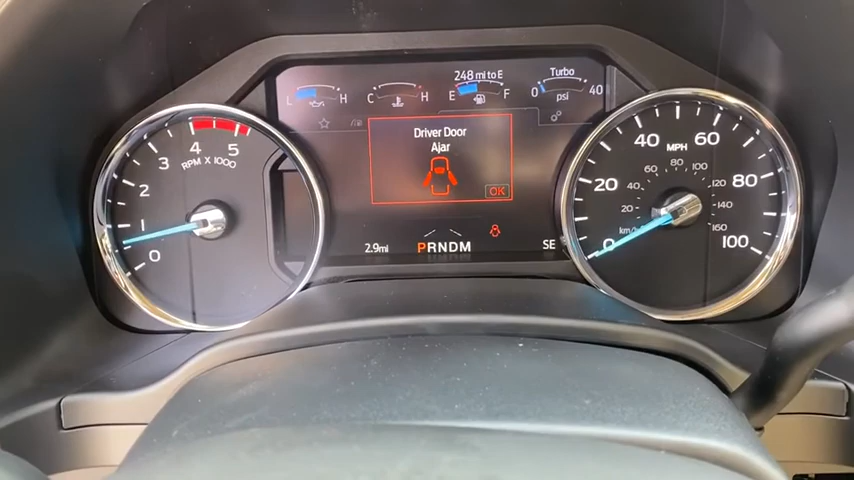 248 mi to E
Turbo
L H
C H
E F
0 40
psi
Driver Door
Ajar
OK
2.9mi
PRNDM
SE
0 1 2 3 4 5
RPM X 1000
0 20 40 60 80 100
MPH
20 40 60 80 100 120 140 160
km/h